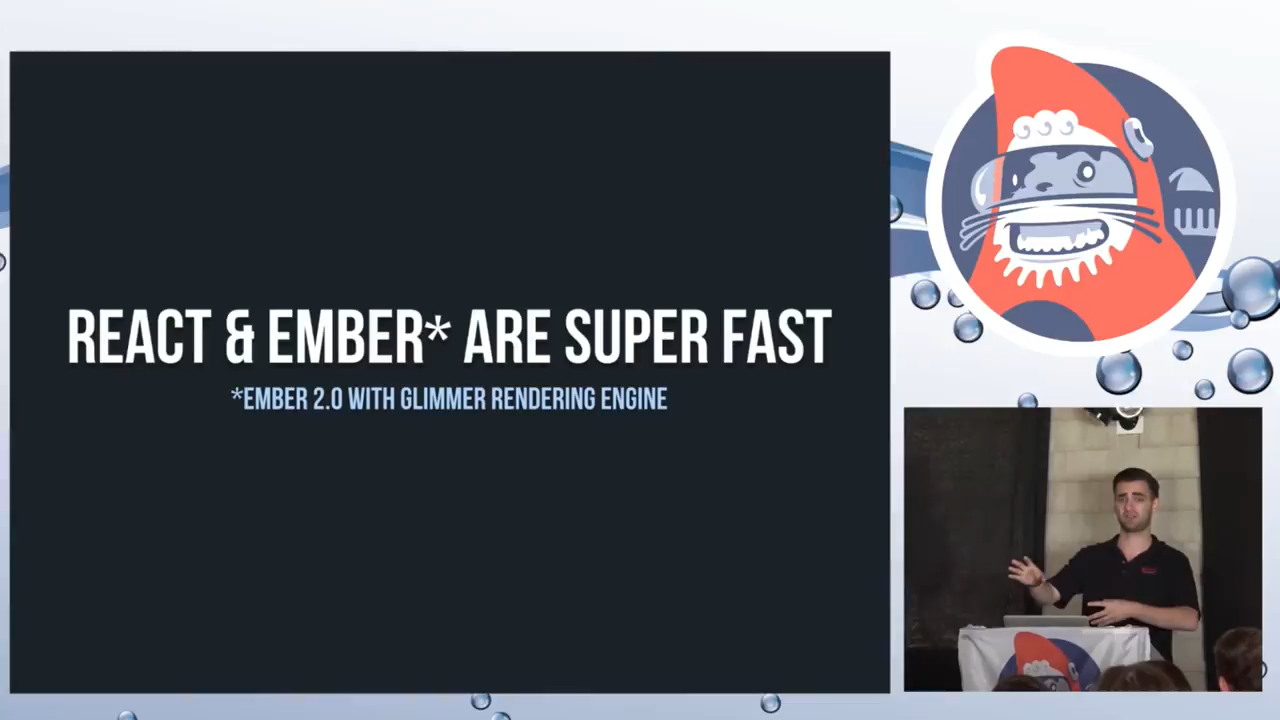 REACT & EMBER* ARE SUPER FAST
*EMBER 2.0 WITH GLIMMER RENDERING ENGINE